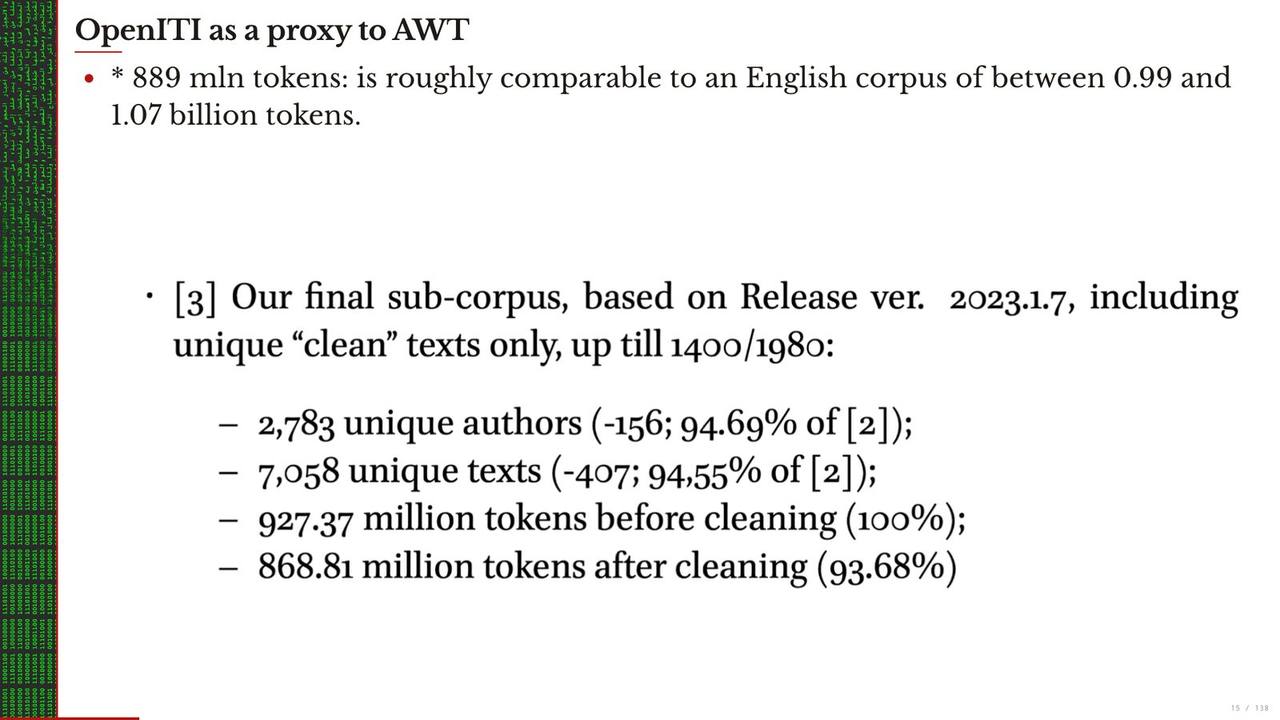 OpenITI as a proxy to AWT
• * 889 mln tokens: is roughly comparable to an English corpus of between 0.99 and
1.07 billion tokens.
· [3] Our final sub-corpus, based on Release ver. 2023.1.7, including
unique “clean” texts only, up till 1400/1980:
– 2,783 unique authors (-156; 94.69% of [2]);
– 7,058 unique texts (-407; 94,55% of [2]);
– 927.37 million tokens before cleaning (100%);
– 868.81 million tokens after cleaning (93.68%)
15 / 138